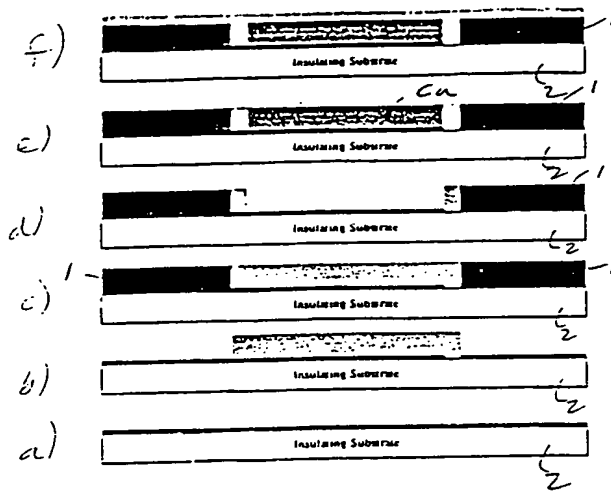 f)
Insulating Substrate
2
1
Cu
e)
Insulating Substrate
2
1
d)
Insulating Substrate
2
1
c)
Insulating Substrate
2
b)
Insulating Substrate
2
a)
Insulating Substrate
2